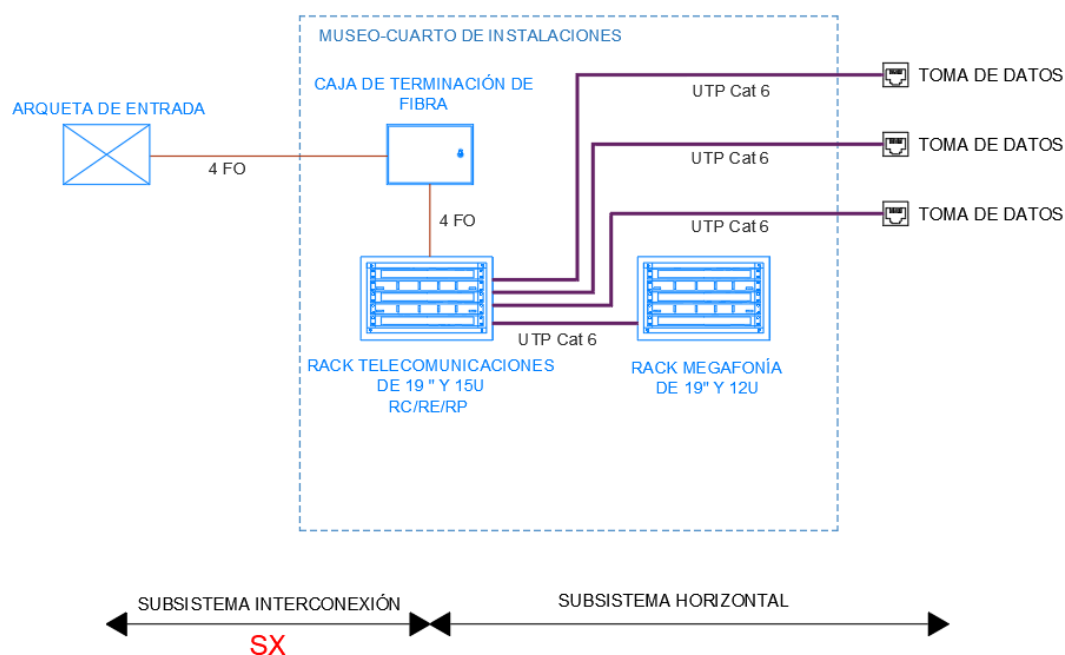 MUSEO-CUARTO DE INSTALACIONES
CAJA DE TERMINACIÓN DE
FIBRA
ARQUETA DE ENTRADA
4 FO
4 FO
UTP Cat 6
TOMA DE DATOS
UTP Cat 6
TOMA DE DATOS
UTP Cat 6
TOMA DE DATOS
UTP Cat 6
RACK TELECOMUNICACIONES
DE 19 " Y 15U
RC/RE/RP
RACK MEGAFONÍA
DE 19" Y 12U
SUBSISTEMA INTERCONEXIÓN
SX
SUBSISTEMA HORIZONTAL